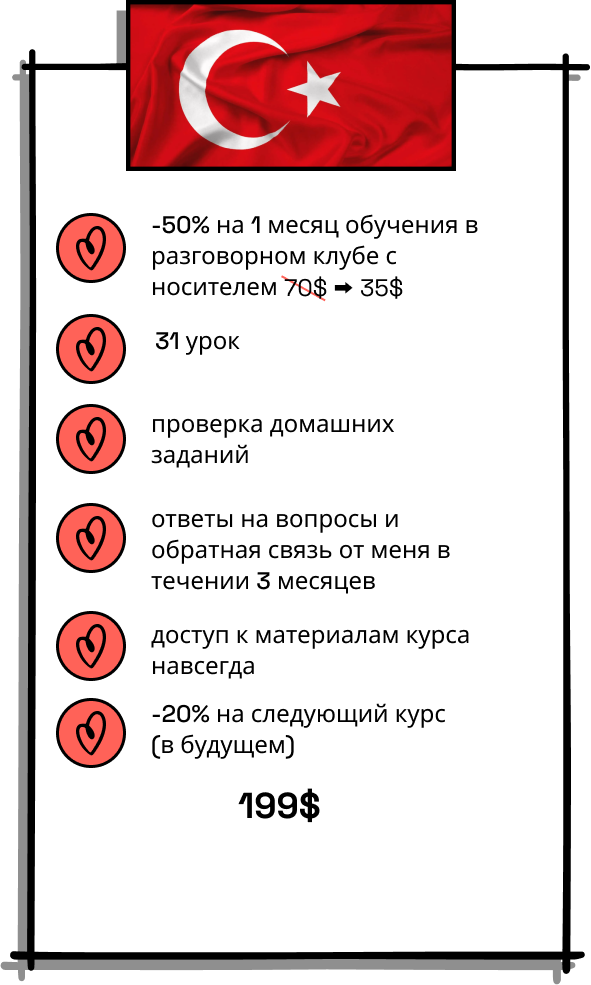 -50% на 1 месяц обучения в
разговорном клубе с
носителем 70$ ➡ 35$
31 урок
проверка домашних
заданий
ответы на вопросы и
обратная связь от меня в
течении 3 месяцев
доступ к материалам курса
навсегда
-20% на следующий курс
(в будущем)
199$